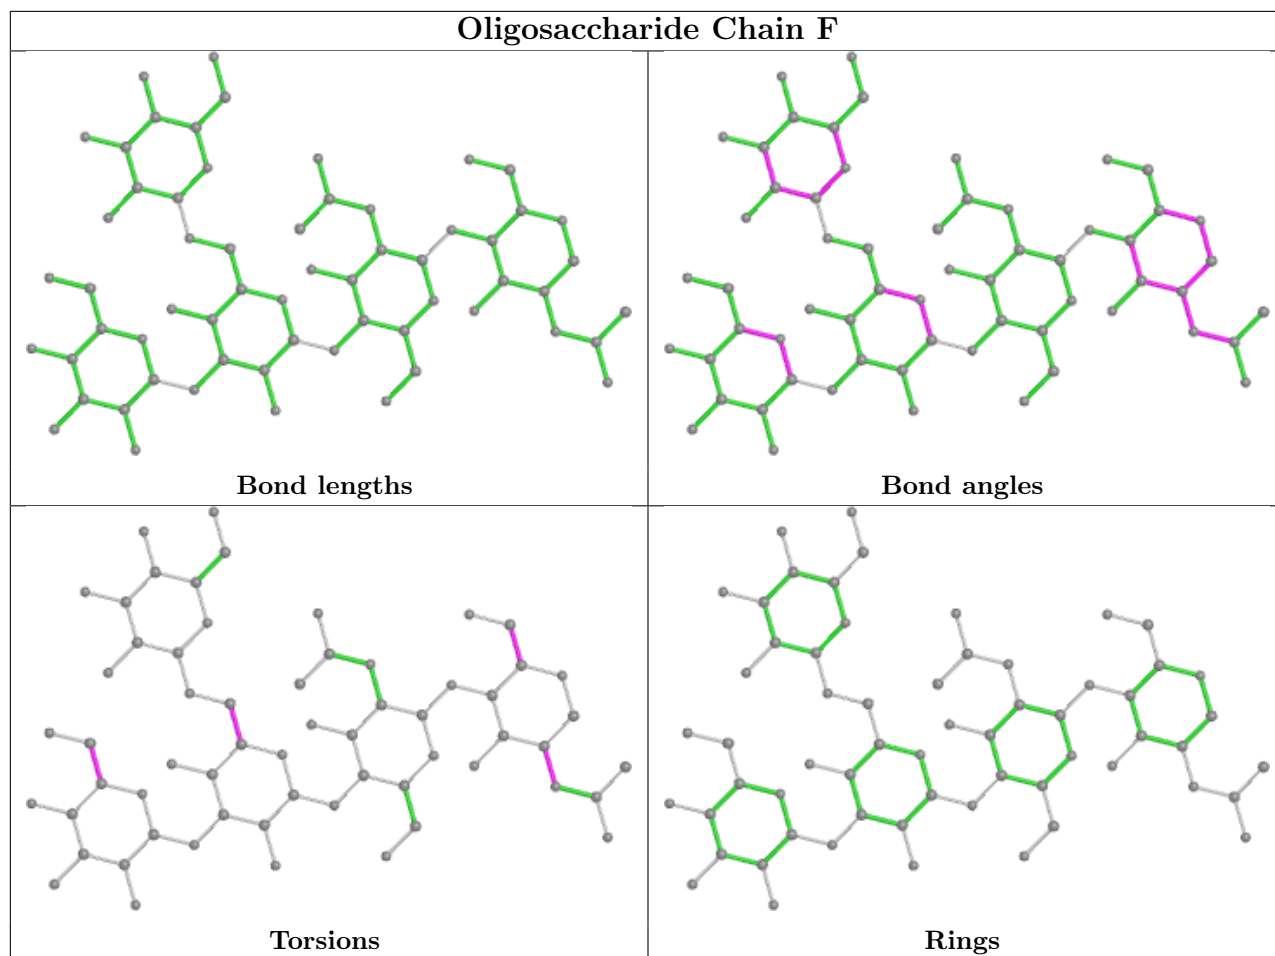 Oligosaccharide Chain F
Bond lengths
Bond angles
Torsions
Rings